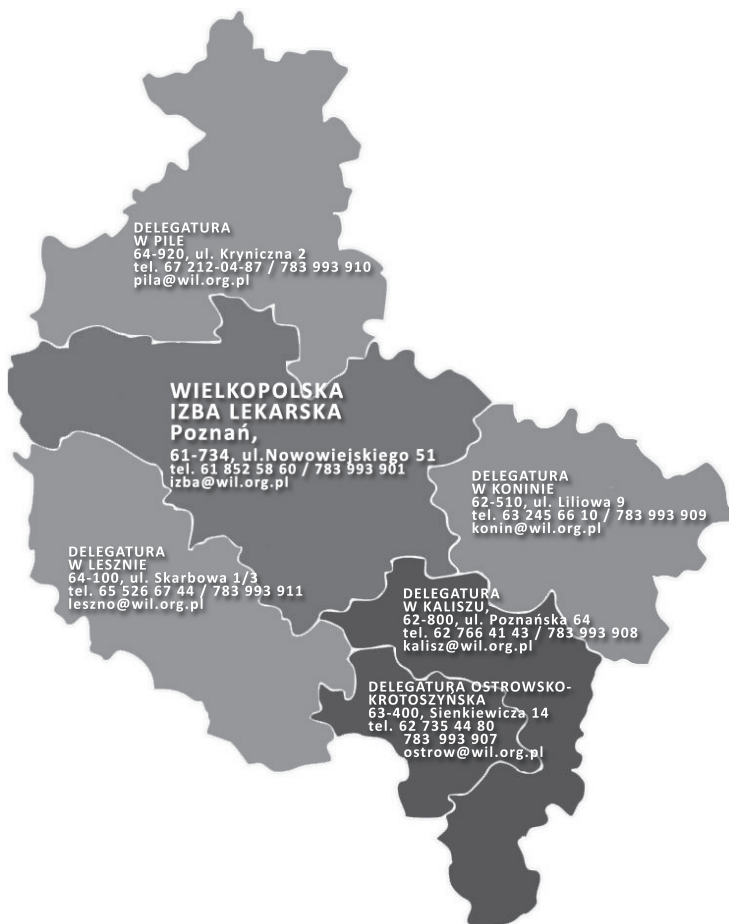 DELEGATURA
W PILE
64-920, ul. Kryniczna 2
tel. 67 212-04-87 / 783 993 910
pila@wil.org.pl
WIELKOPOLSKA
IZBA LEKARSKA
Poznań,
61-734, ul.Nowowiejskiego 51
tel. 61 852 58 60 / 783 993 901
izba@wil.org.pl
DELEGATURA
W KONINIE
62-510, ul. Liliowa 9
tel. 63 245 66 10 / 783 993 909
konin@wil.org.pl
DELEGATURA
W LESZNIE
64-100, ul. Skarbowa 1/3
tel. 65 526 67 44 / 783 993 911
leszno@wil.org.pl
DELEGATURA
W KALISZU,
62-800, ul. Poznańska 64
tel. 62 766 41 43 / 783 993 908
kalisz@wil.org.pl
DELEGATURA OSTROWSKO-
KROTOSZYŃSKA
63-400, Sienkiewicza 14
tel. 62 735 44 80
783 993 907
ostrow@wil.org.pl